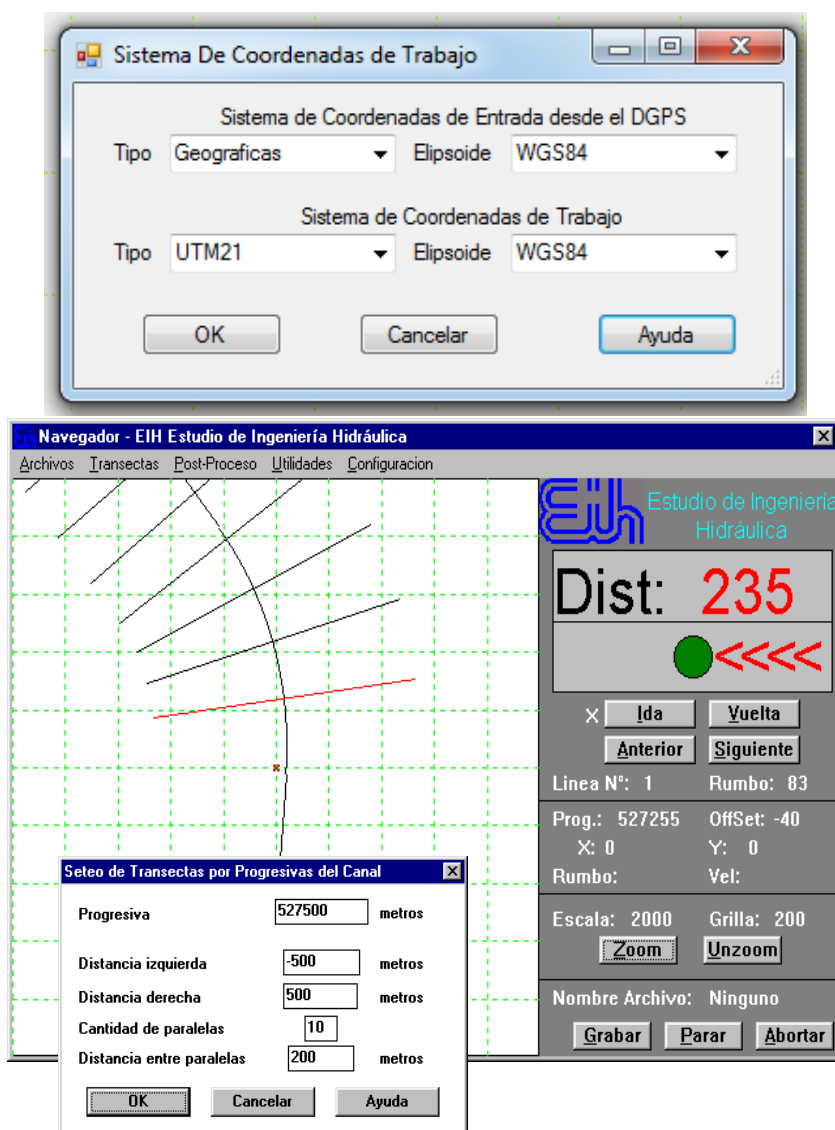 Sistema De Coordenadas de Trabajo
Sistema de Coordenadas de Entrada desde el DGPS
Tipo Geograficas Elipsoide WGS84
Sistema de Coordenadas de Trabajo
Tipo UTM21 Elipsoide WGS84
OK Cancelar Ayuda
Eih Navegador - EIH Estudio de Ingeniería Hidráulica
Archivos Transectas Post-Proceso Utilidades Configuracion
Eih Estudio de Ingeniería
Hidráulica
Dist: 235
<<<<
X Ida Vuelta
Anterior Siguiente
Linea Nº: 1 Rumbo: 83
Prog.: 527255 OffSet: -40
X: 0 Y: 0
Rumbo: Vel:
Escala: 2000 Grilla: 200
Zoom Unzoom
Nombre Archivo: Ninguno
Grabar Parar Abortar
Seteo de Transectas por Progresivas del Canal
Progresiva 527500 metros
Distancia izquierda -500 metros
Distancia derecha 500 metros
Cantidad de paralelas 10
Distancia entre paralelas 200 metros
OK Cancelar Ayuda